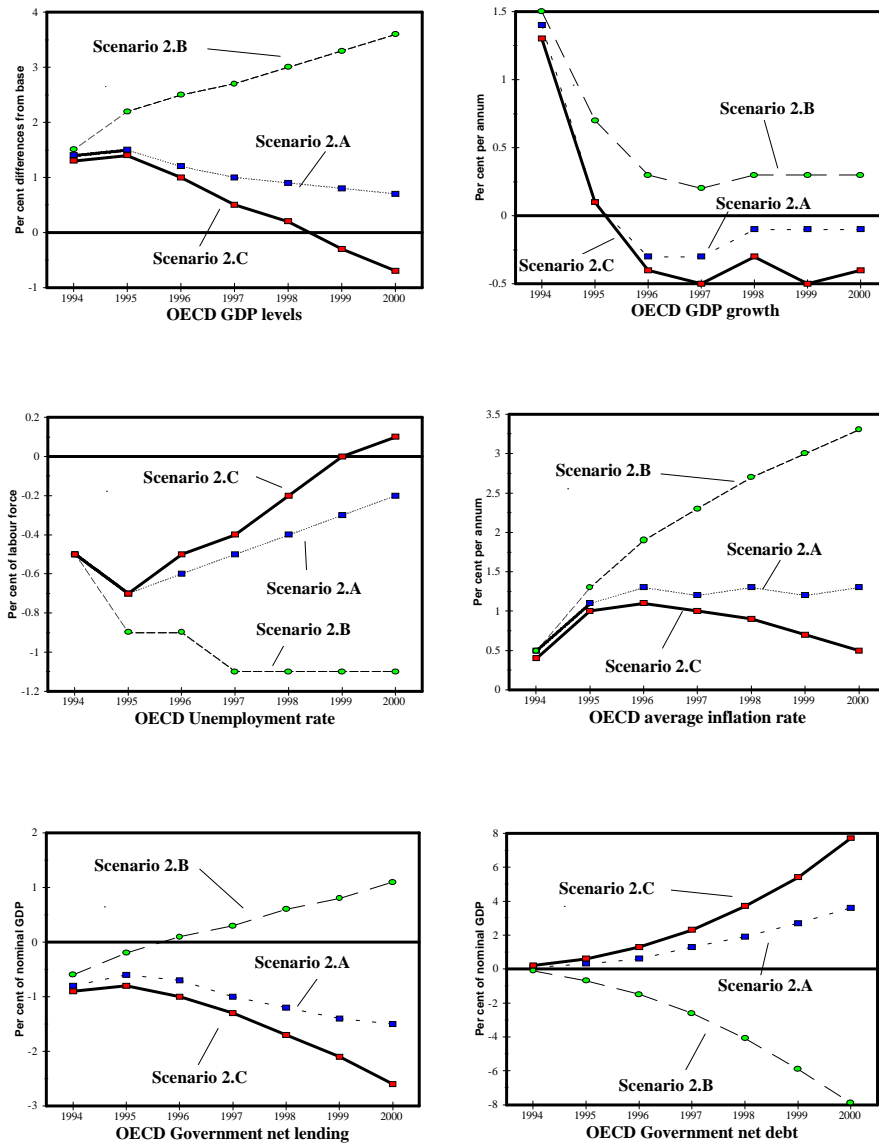 4
3
2
1
0
-1
Per cent differences from base
Scenario 2.B
Scenario 2.A
Scenario 2.C
1994 1995 1996 1997 1998 1999 2000
OECD GDP levels
1.5
1
0.5
0
-0.5
Per cent per annum
Scenario 2.B
Scenario 2.A
Scenario 2.C
1994 1995 1996 1997 1998 1999 2000
OECD GDP growth
0.2
0
-0.2
-0.4
-0.6
-0.8
-1
-1.2
Per cent of labour force
Scenario 2.C
Scenario 2.A
Scenario 2.B
1994 1995 1996 1997 1998 1999 2000
OECD Unemployment rate
3.5
3
2.5
2
1.5
1
0.5
0
Per cent per annum
Scenario 2.B
Scenario 2.A
Scenario 2.C
1994 1995 1996 1997 1998 1999 2000
OECD average inflation rate
2
1
0
-1
-2
-3
Per cent of nominal GDP
Scenario 2.B
Scenario 2.A
Scenario 2.C
1994 1995 1996 1997 1998 1999 2000
OECD Government net lending
8
6
4
2
0
-2
-4
-6
-8
Per cent of nominal GDP
Scenario 2.C
Scenario 2.A
Scenario 2.B
1994 1995 1996 1997 1998 1999 2000
OECD Government net debt